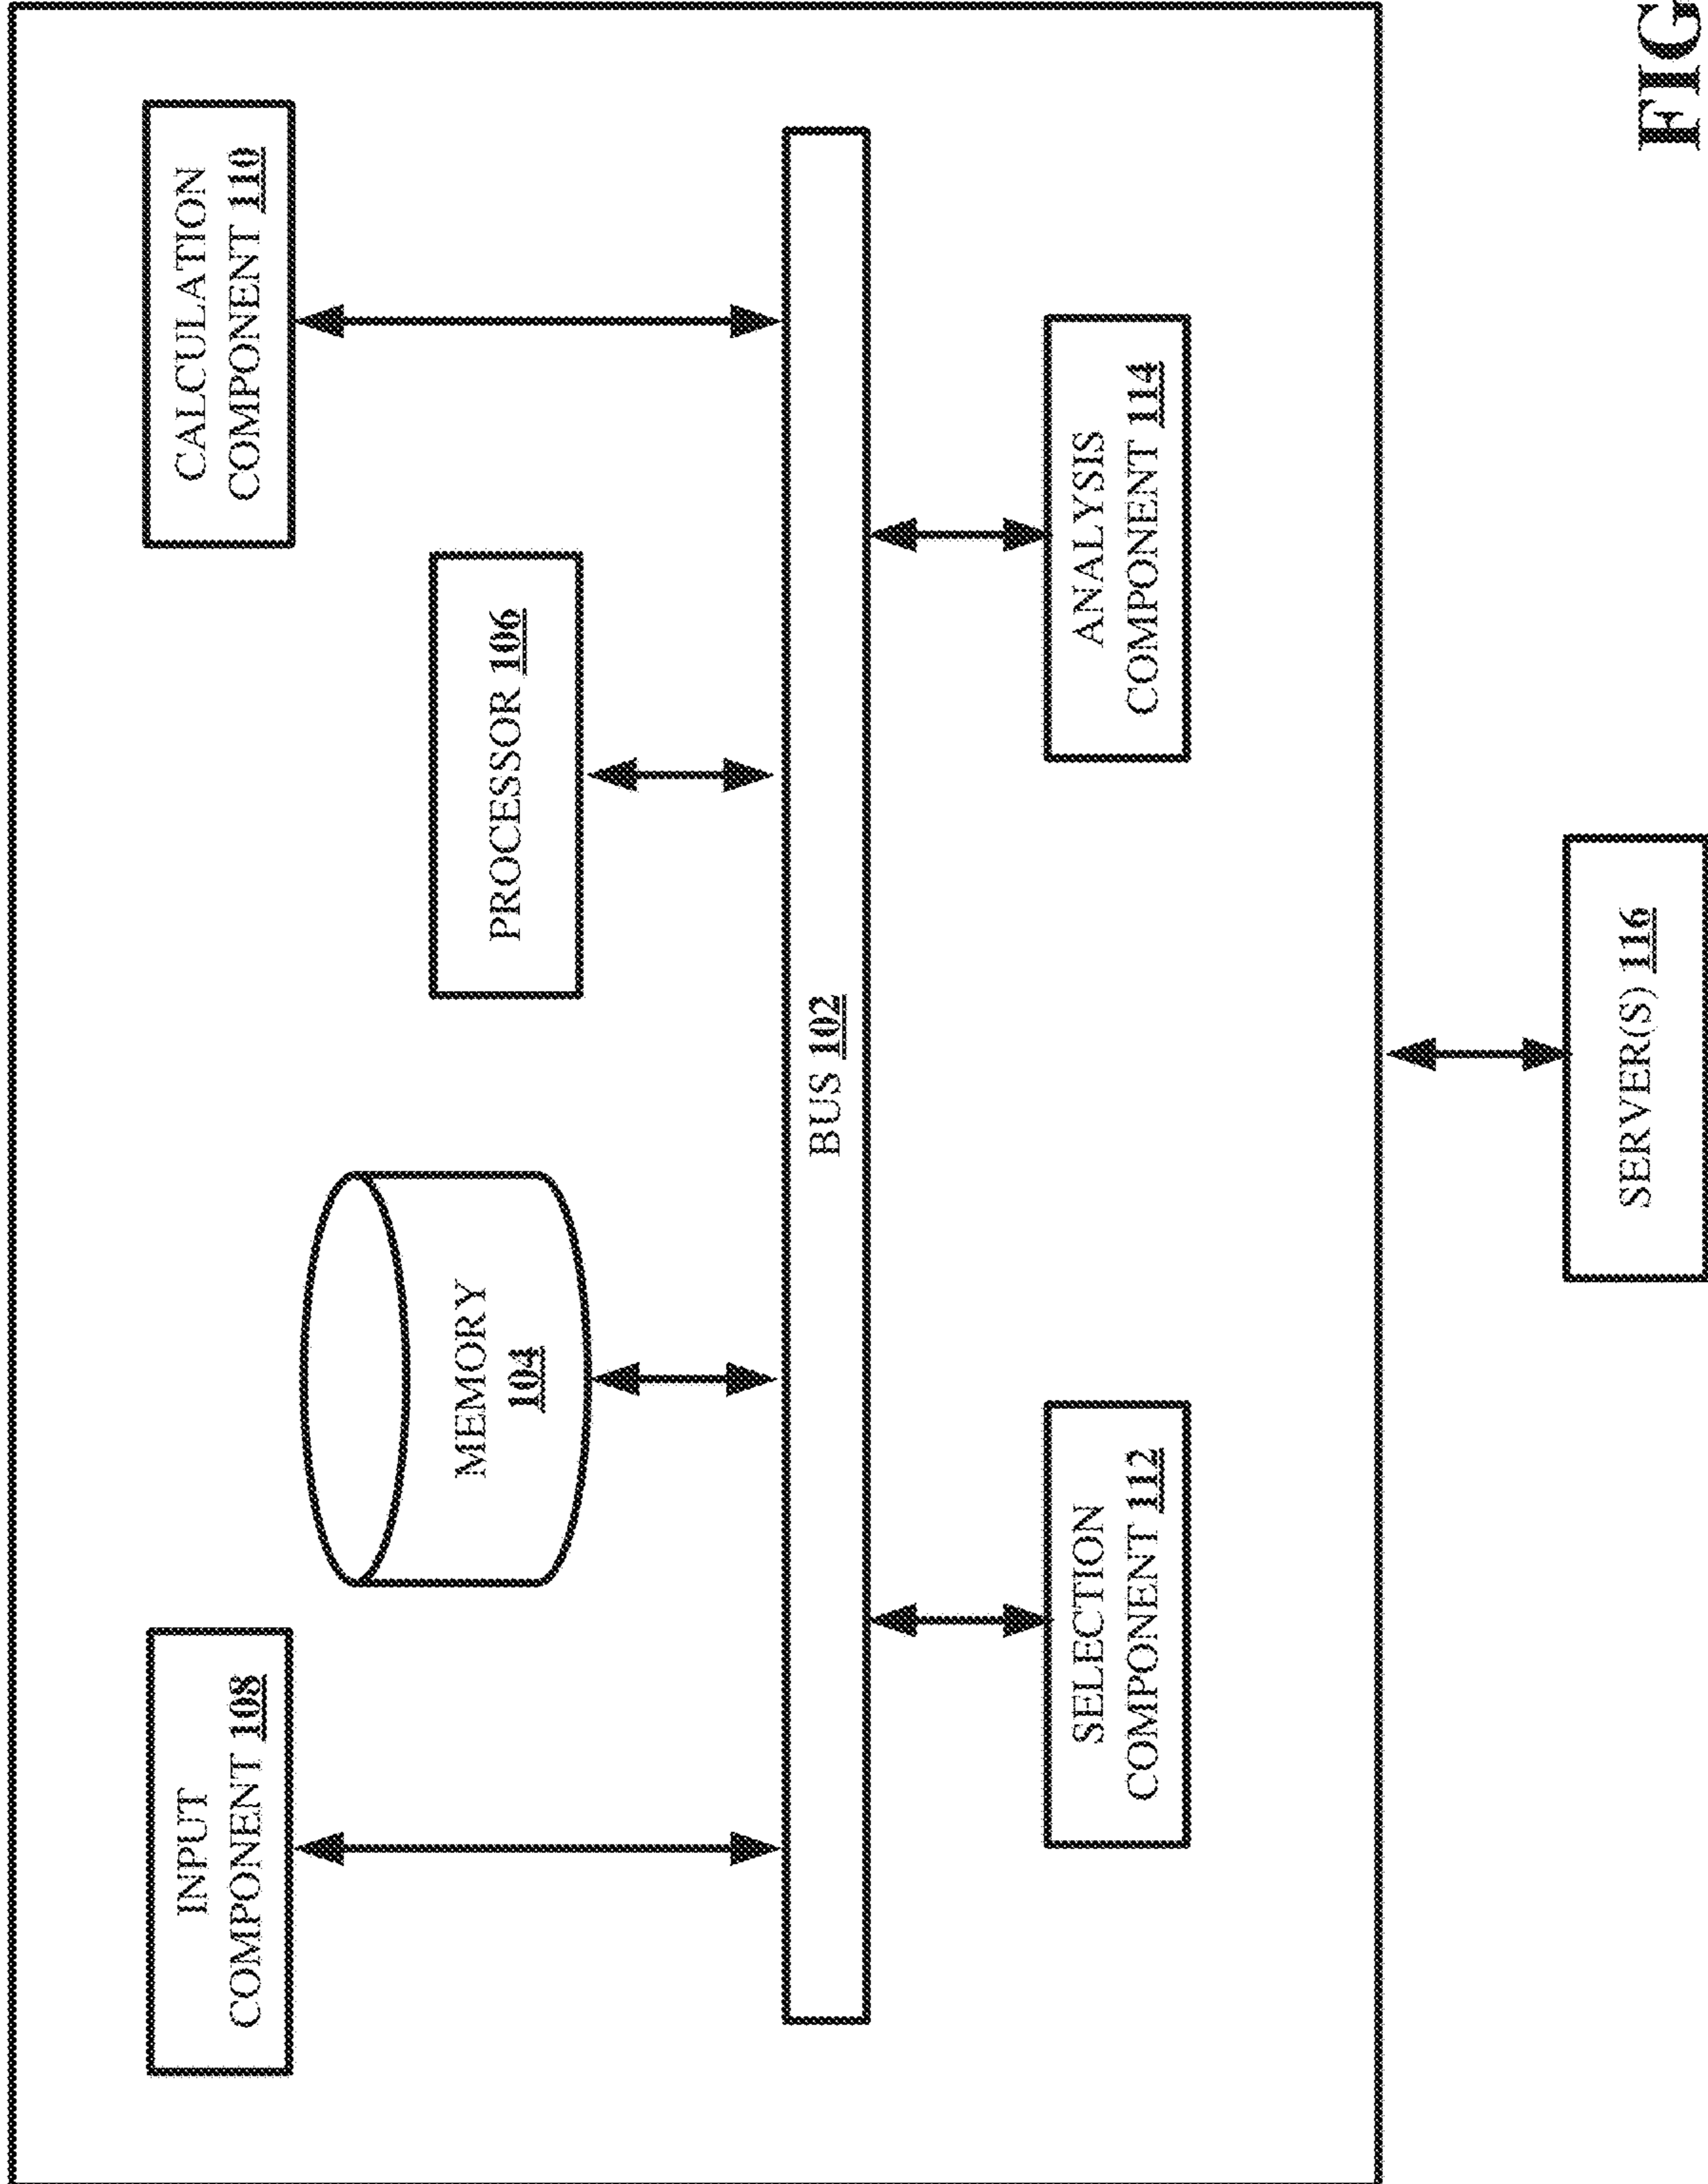 INPUT
COMPONENT 108
MEMORY
104
PROCESSOR 106
CALCULATION
COMPONENT 110
BUS 102
SELECTION
COMPONENT 112
ANALYSIS
COMPONENT 114
SERVER(S) 116
FIG